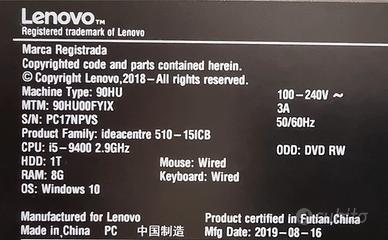 Lenovo™
Registered trademark of Lenovo
Marca Registrada
Copyrighted code and parts contained herein.
© Copyright Lenovo,2018–All rights reserved.
Machine Type: 90HU 100-240V ~
MTM: 90HU00FYIX 3A
S/N: PC17NPVS 50/60Hz
Product Family: ideacentre 510-15ICB
CPU: i5-9400 2.9GHz ODD: DVD RW
HDD: 1T Mouse: Wired
RAM: 8G Keyboard: Wired
OS: Windows 10
Manufactured for Lenovo Product certified in Futian,China
Made in China PC 中国制造 Mfg Date: 2019-08-16
subito